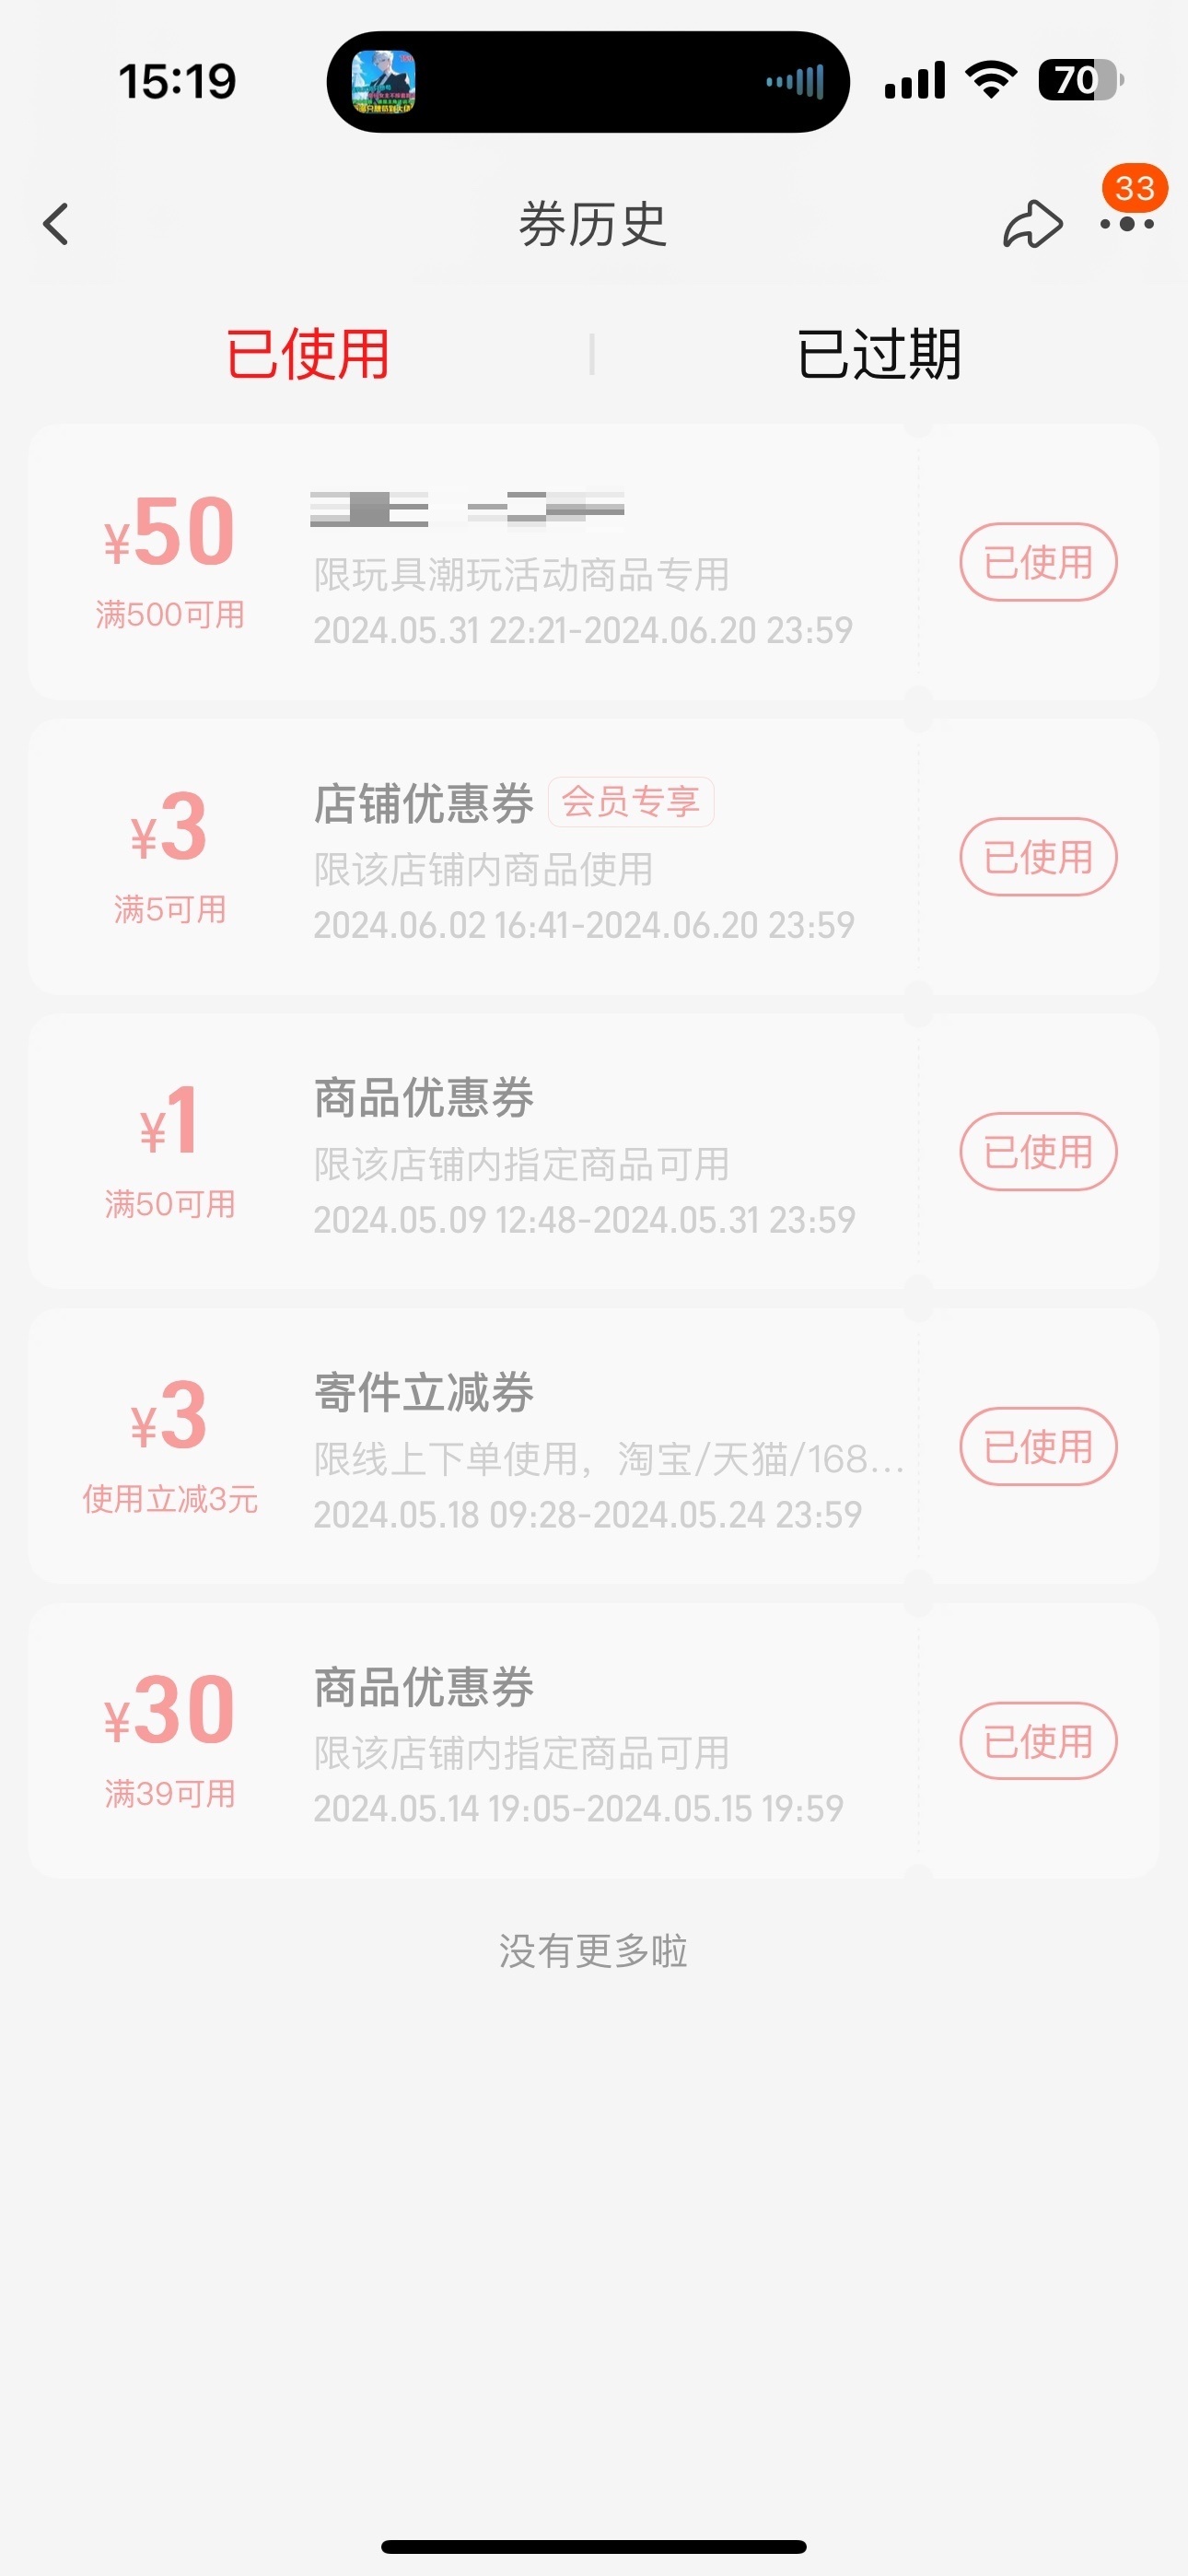 15:19
70
33
券历史
已使用
已过期
¥50
满500可用
限玩具潮玩活动商品专用
2024.05.31 22:21-2024.06.20 23:59
已使用
¥3
满5可用
店铺优惠券 会员专享
限该店铺内商品使用
2024.06.02 16:41-2024.06.20 23:59
已使用
¥1
满50可用
商品优惠券
限该店铺内指定商品可用
2024.05.09 12:48-2024.05.31 23:59
已使用
¥3
使用立减3元
寄件立减券
限线上下单使用，淘宝/天猫/168...
2024.05.18 09:28-2024.05.24 23:59
已使用
¥30
满39可用
商品优惠券
限该店铺内指定商品可用
2024.05.14 19:05-2024.05.15 19:59
已使用
没有更多啦